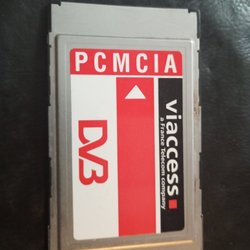 PCMCIA
viaccess
a France Telecom company
DVB